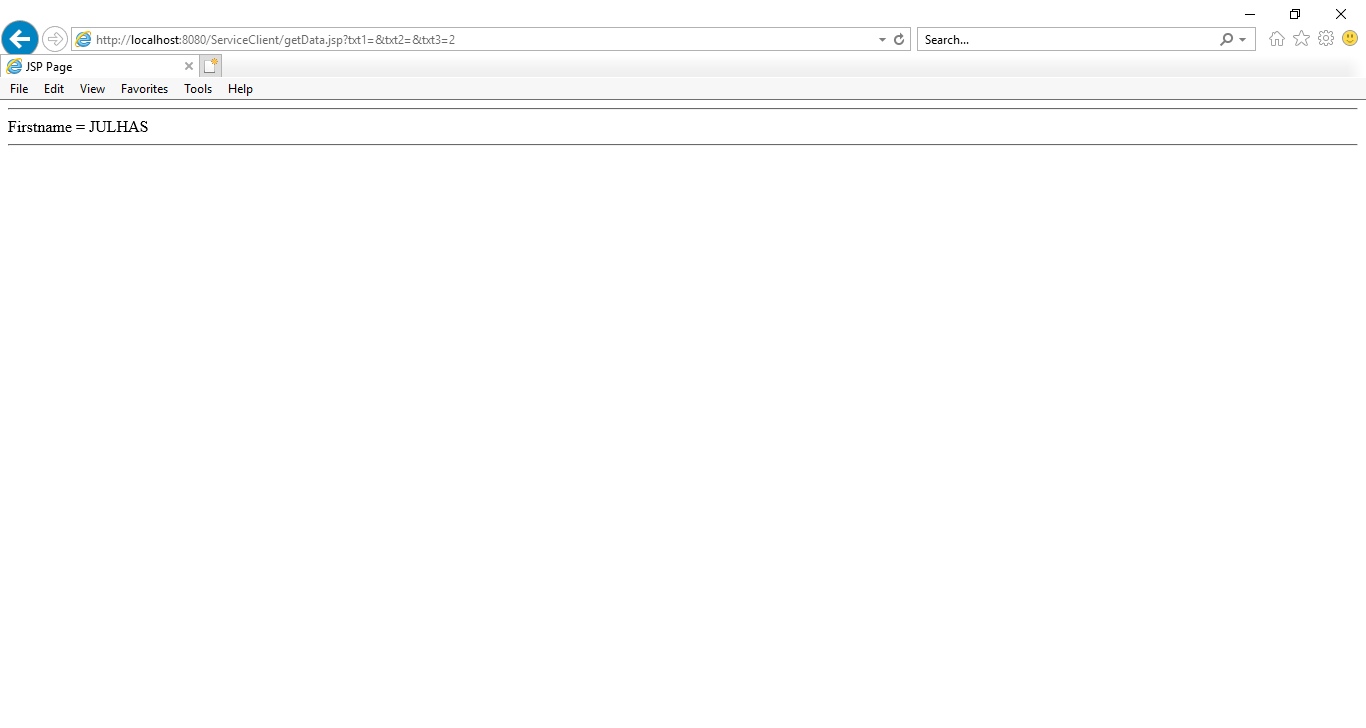 http://localhost:8080/ServiceClient/getData.jsp?txt1=&txt2=&txt3=2
Search...
JSP Page
File Edit View Favorites Tools Help
Firstname = JULHAS